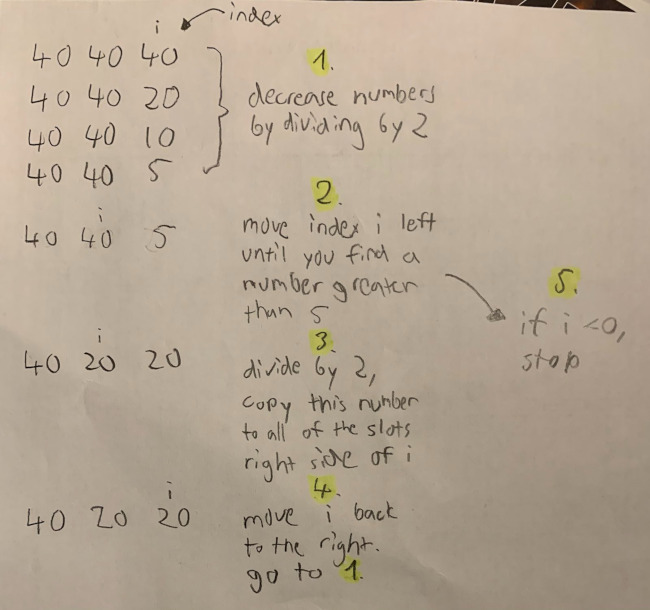 i index
40 40 40
40 40 20
40 40 10
40 40 5
1.
decrease numbers
by dividing by 2
i
40 40 5
2.
move index i left
until you find a
number greater
than 5
5.
if i <0,
stop
i
40 20 20
3.
divide by 2,
copy this number
to all of the slots
right side of i
i
40 20 20
4.
move i back
to the right.
go to 1.